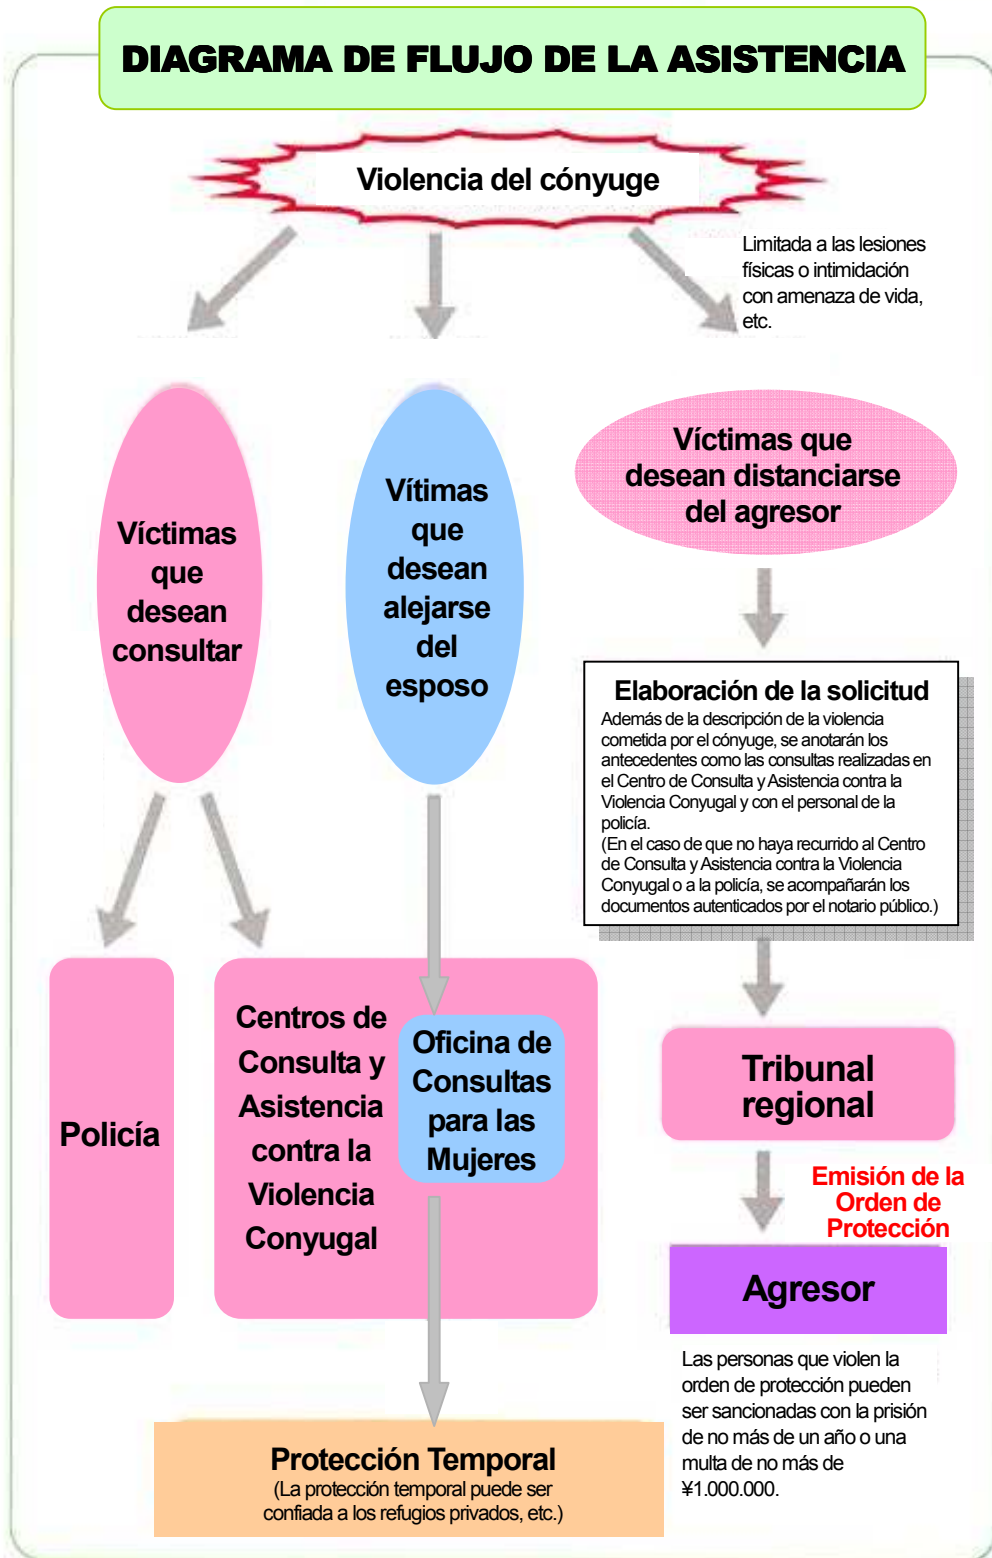 DIAGRAMA DE FLUJO DE LA ASISTENCIA
Violencia del cónyuge
Limitada a las lesiones
físicas o intimidación
con amenaza de vida,
etc.
Víctimas
que
desean
consultar
Vítimas
que
desean
alejarse
del
esposo
Víctimas que
desean distanciarse
del agresor
Elaboración de la solicitud
Además de la descripción de la violencia
cometida por el cónyuge, se anotarán los
antecedentes como las consultas realizadas en
el Centro de Consulta y Asistencia contra la
Violencia Conyugal y con el personal de la
policía.
(En el caso de que no haya recurrido al Centro
de Consulta y Asistencia contra la Violencia
Conyugal o a la policía, se acompañarán los
documentos autenticados por el notario público.)
Policía
Centros de
Consulta y
Asistencia
contra la
Violencia
Conyugal
Oficina de
Consultas
para las
Mujeres
Tribunal
regional
Emisión de la
Orden de
Protección
Agresor
Las personas que violen la
orden de protección pueden
ser sancionadas con la prisión
de no más de un año o una
multa de no más de
¥1.000.000.
Protección Temporal
(La protección temporal puede ser
confiada a los refugios privados, etc.)